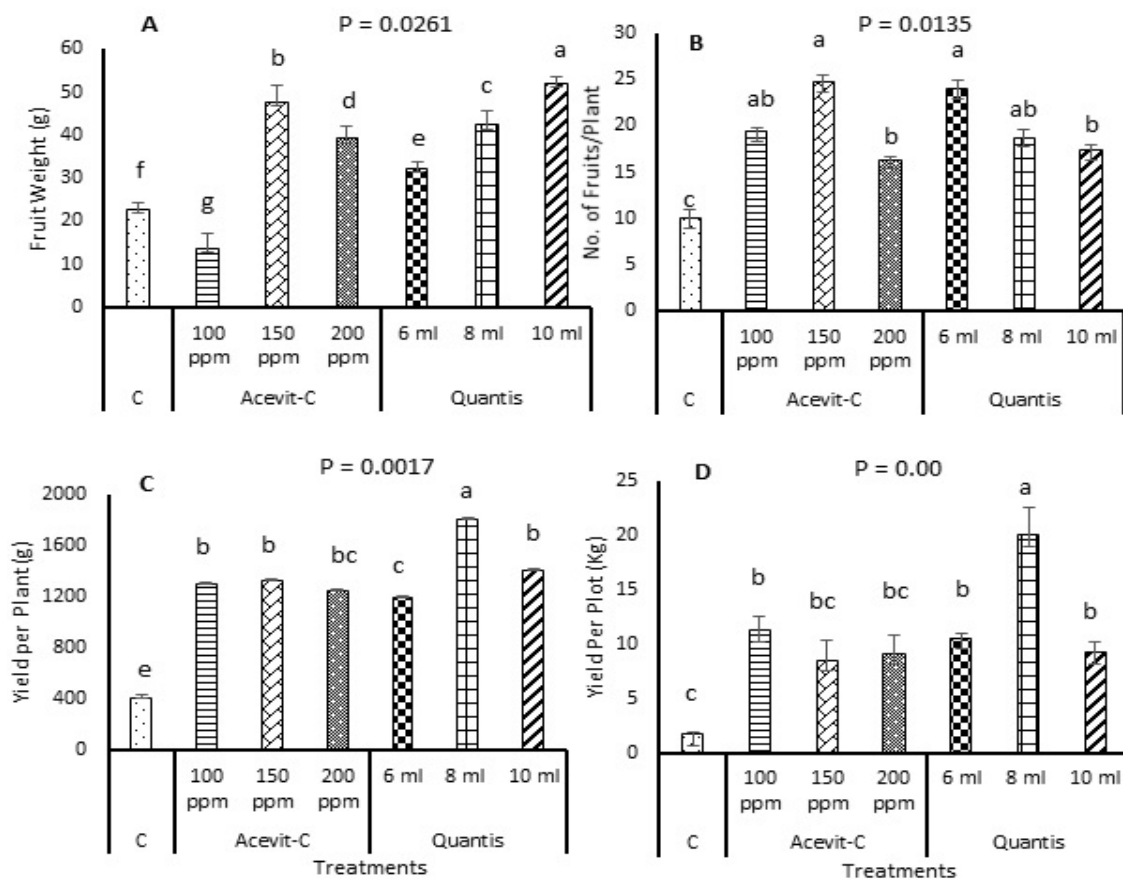 A
P = 0.0261
Fruit Weight (g)
60
50
40
30
20
10
0
f
g
b
d
e
c
a
100 ppm
150 ppm
200 ppm
6 ml
8 ml
10 ml
C
Acevit-C
Quantis
B
P = 0.0135
No. of Fruits/Plant
30
25
20
15
10
5
0
c
ab
a
b
a
ab
b
100 ppm
150 ppm
200 ppm
6 ml
8 ml
10 ml
C
Acevit-C
Quantis
C
P = 0.0017
Yield per Plant (g)
2000
1600
1200
800
400
0
e
b
b
bc
c
a
b
100 ppm
150 ppm
200 ppm
6 ml
8 ml
10 ml
C
Acevit-C
Quantis
Treatments
D
P = 0.00
Yield Per Plot (Kg)
25
20
15
10
5
0
c
b
bc
bc
b
a
b
100 ppm
150 ppm
200 ppm
6 ml
8 ml
10 ml
C
Acevit-C
Quantis
Treatments